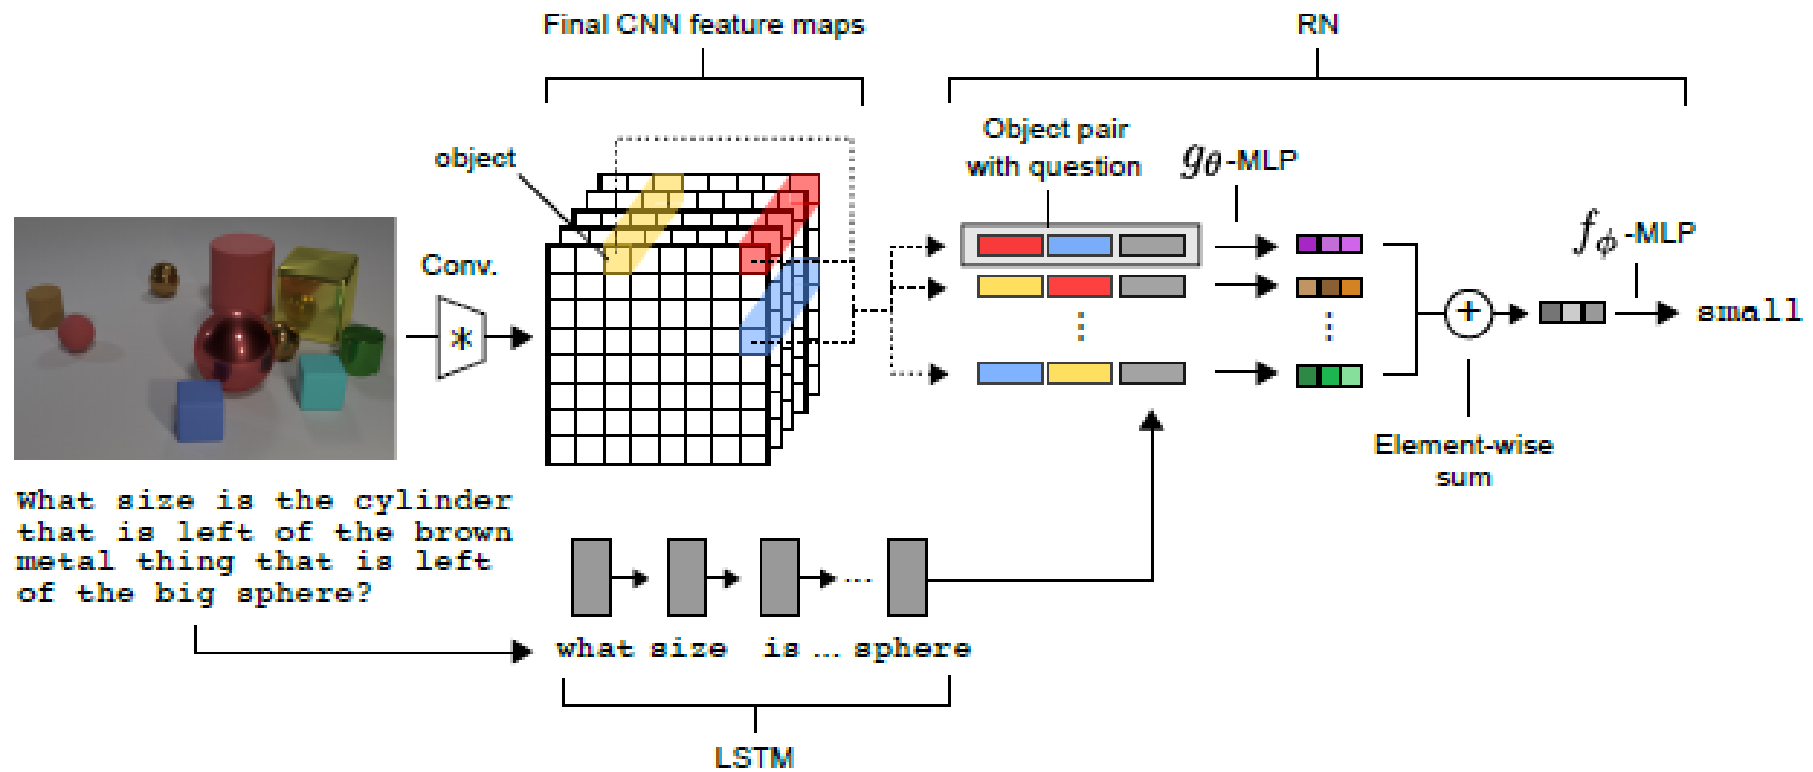 Final CNN feature maps
RN
Object pair
with question
gθ-MLP
object
fϕ-MLP
Conv.
*
+
small
Element-wise
sum
What size is the cylinder
that is left of the brown
metal thing that is left
of the big sphere?
...
what size is ... sphere
LSTM